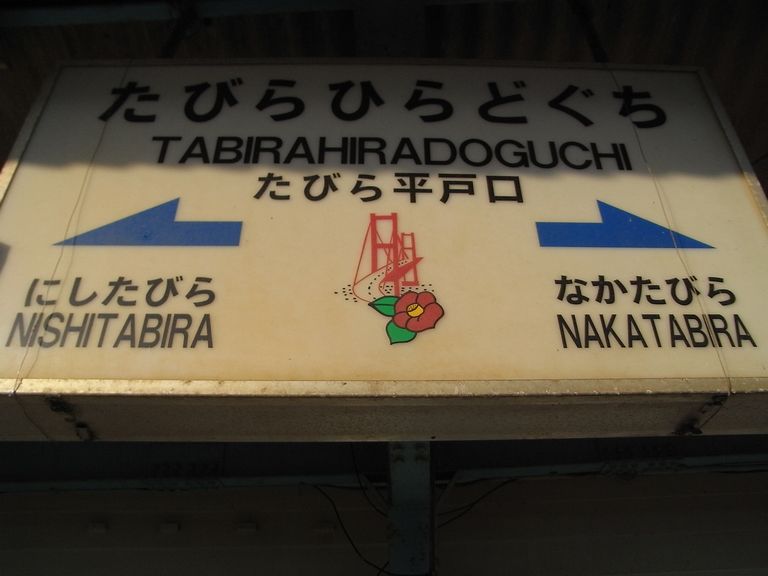 たびらひらどぐち
TABIRAHIRADOGUCHI
たびら平戸口
にしたびら
NISHITABIRA
なかたびら
NAKATABIRA